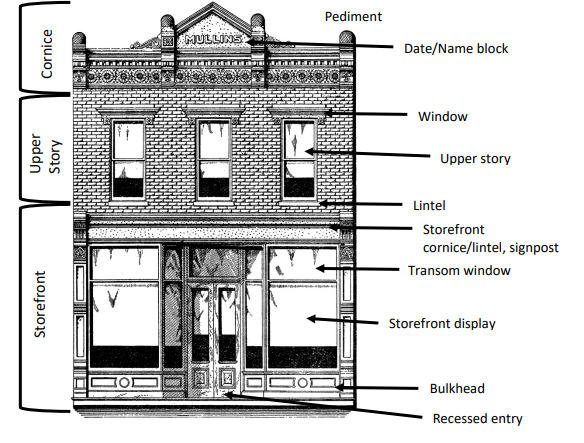 Pediment
MULLINS
Date/Name block
Cornice
Window
Upper
Story
Upper story
Lintel
Storefront
cornice/lintel, signpost
Transom window
Storefront
Storefront display
Bulkhead
Recessed entry